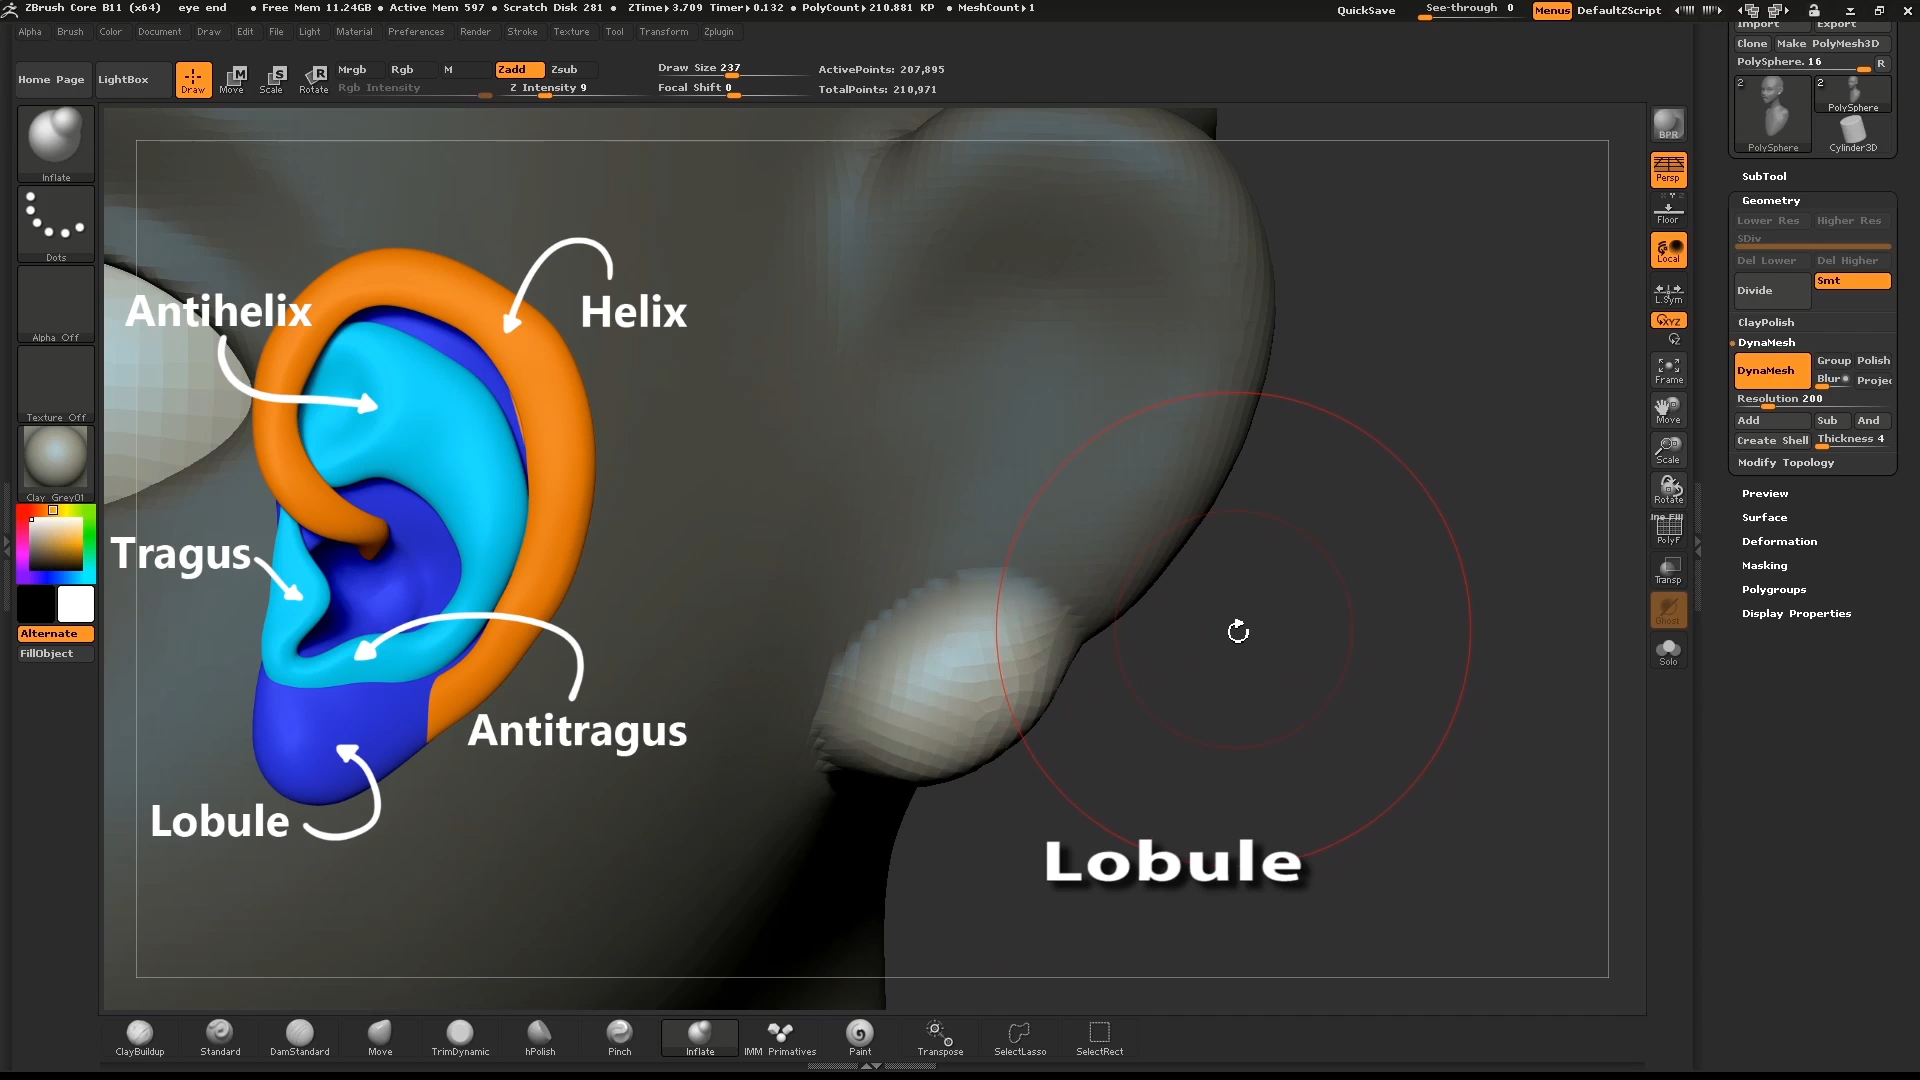 ZBrush Core B11 (x64) eye end • Free Mem 11.24GB • Active Mem 597 • Scratch Disk 281 • ZTime▸3.709 Timer▸0.132 • PolyCount▸210.881 KP • MeshCount▸1
QuickSave See-through 0 Menus DefaultZScript
Alpha Brush Color Document Draw Edit File Light Layer Material Preferences Render Stroke Texture Tool Transform Zplugin
Home Page LightBox Draw Move Scale Rotate
Mrgb Rgb M Zadd Zsub
Rgb Intensity Z Intensity 9
Draw Size 237
Focal Shift 0
ActivePoints: 207,895
TotalPoints: 210,971
Inflate
Dots
Alpha Off
Texture Off
Clay_Grey01
Alternate
FillObject
Antihelix
Helix
Tragus
Antitragus
Lobule
Lobule
BPR
Persp
Floor
Local
L.Sym
XYZ
Frame
Move
Scale
Rotate
PolyF
Transp
Ghost
Solo
Import Export
Clone Make PolyMesh3D
PolySphere. 16 R
2 2
PolySphere
PolySphere Cylinder3D
SubTool
Geometry
Lower Res Higher Res
SDiv
Del Lower Del Higher
Divide Smt
ClayPolish
DynaMesh
DynaMesh Group Polish
Blur Projec
Resolution 200
Add Sub And
Create Shell Thickness 4
Modify Topology
Preview
Surface
Deformation
Masking
Polygroups
Display Properties
ClayBuildup Standard DamStandard Move TrimDynamic hPolish Pinch Inflate IMM Primatives Paint Transpose SelectLasso SelectRect